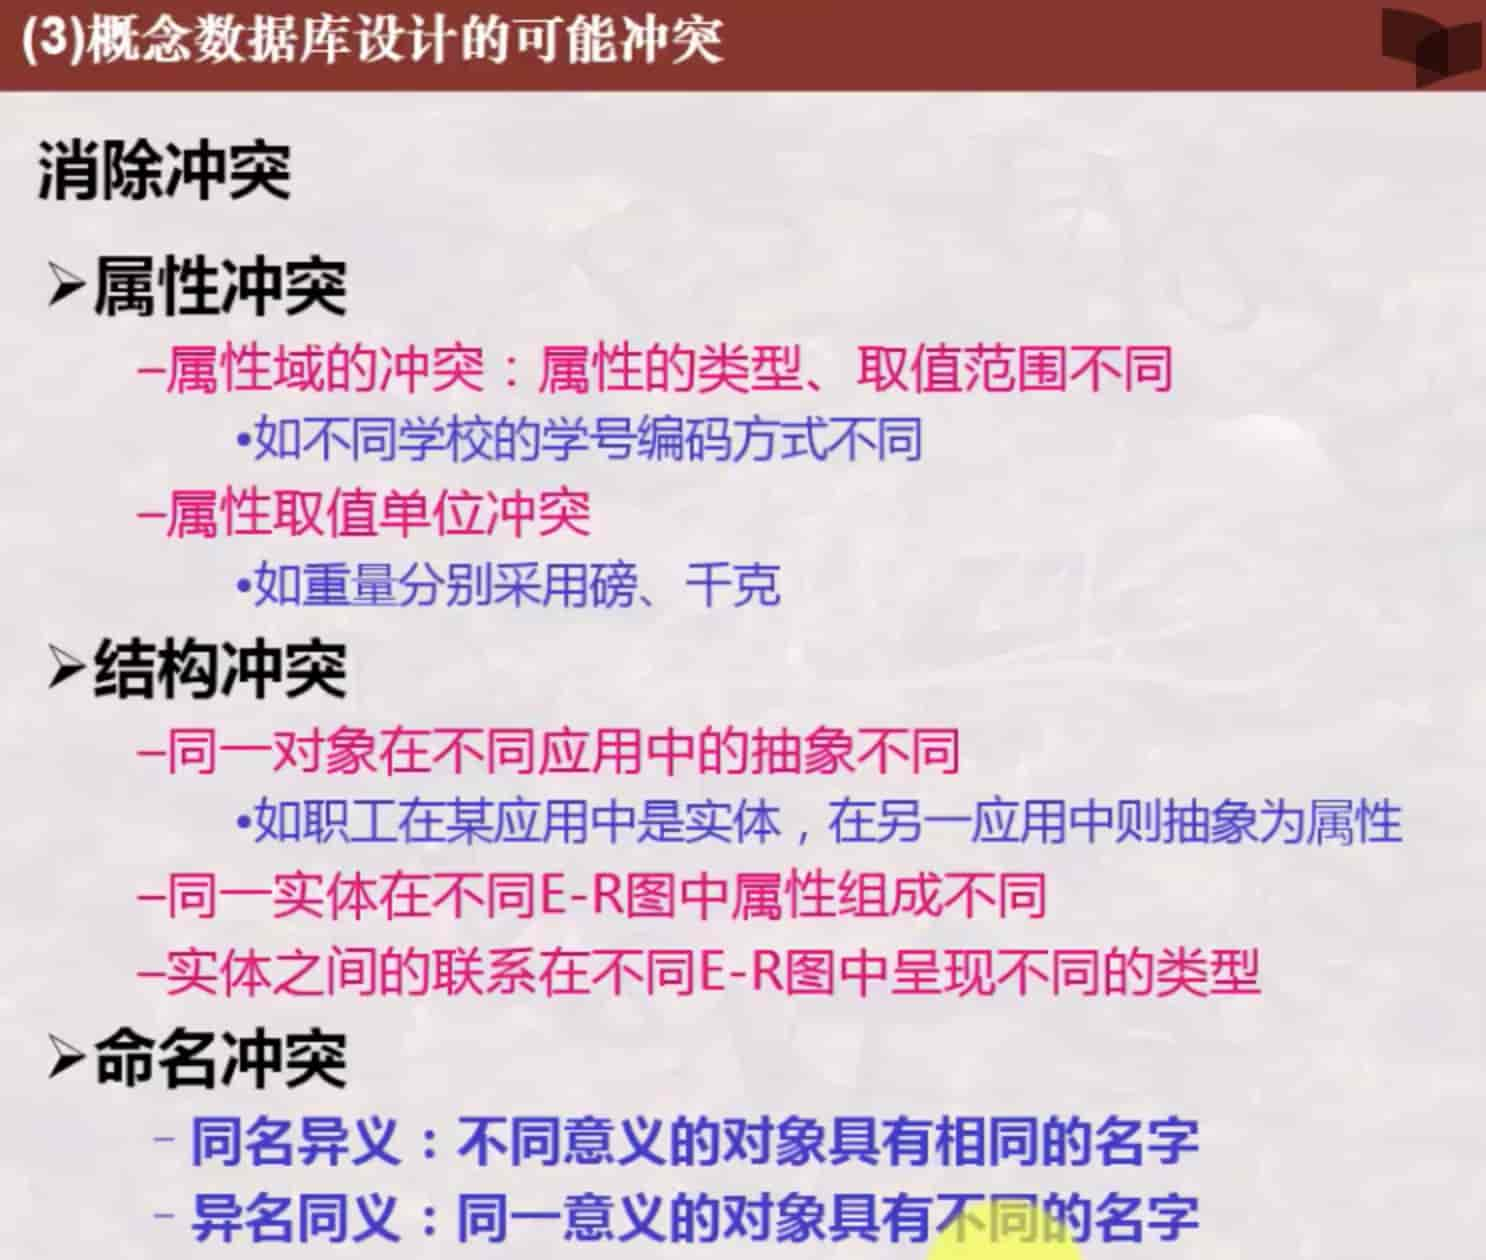 (3)概念数据库设计的可能冲突
消除冲突
➢属性冲突
–属性域的冲突：属性的类型、取值范围不同
•如不同学校的学号编码方式不同
–属性取值单位冲突
•如重量分别采用磅、千克
➢结构冲突
–同一对象在不同应用中的抽象不同
•如职工在某应用中是实体，在另一应用中则抽象为属性
–同一实体在不同E-R图中属性组成不同
–实体之间的联系在不同E-R图中呈现不同的类型
➢命名冲突
– 同名异义：不同意义的对象具有相同的名字
– 异名同义：同一意义的对象具有不同的名字